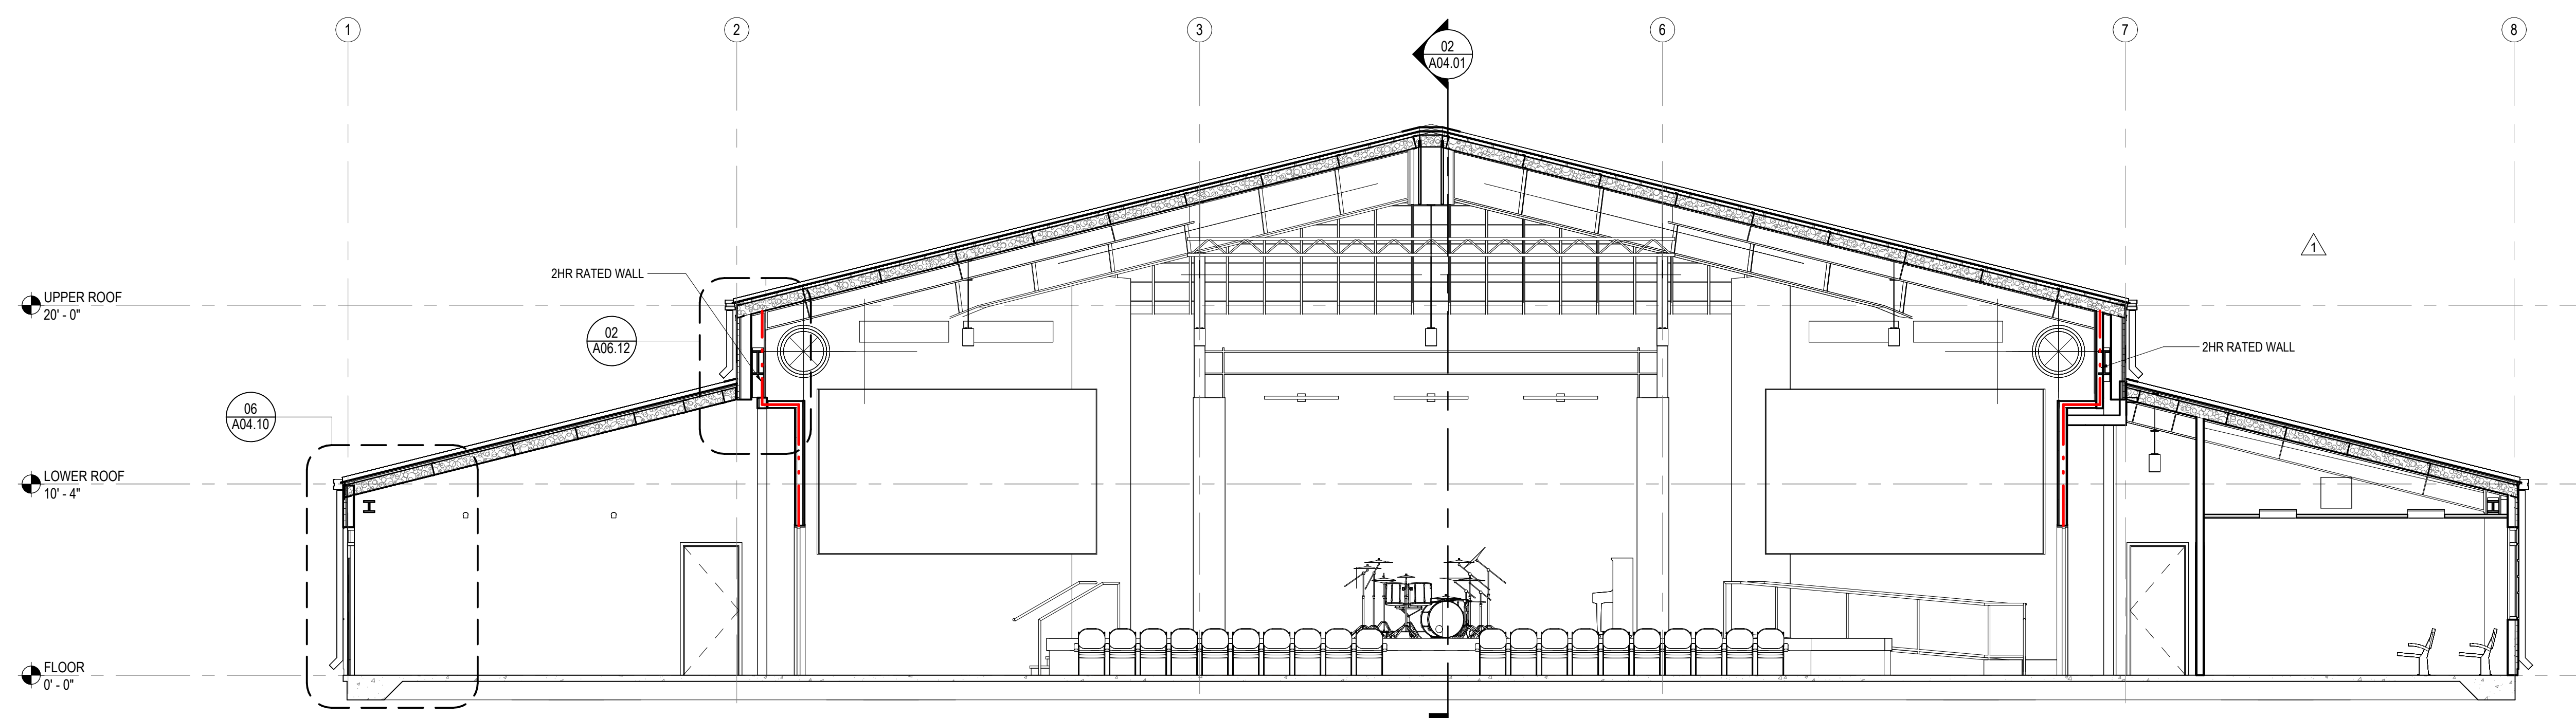 1
2
3
6
7
8
02
A04.01
1
2HR RATED WALL
UPPER ROOF
20' - 0"
02
A06.12
2HR RATED WALL
06
A04.10
LOWER ROOF
10' - 4"
FLOOR
0' - 0"